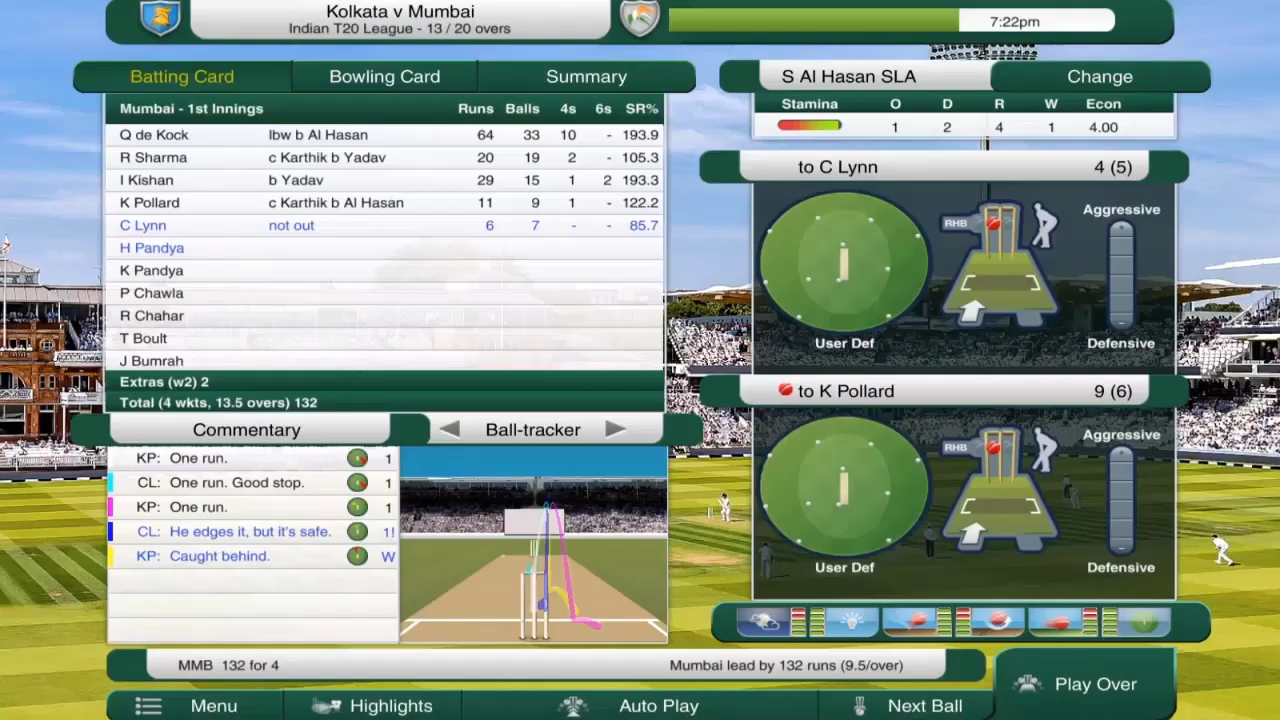 Kolkata v Mumbai
Indian T20 League - 13 / 20 overs
7:22pm
Batting Card Bowling Card Summary
Mumbai - 1st Innings Runs Balls 4s 6s SR%
Q de Kock lbw b Al Hasan 64 33 10 - 193.9
R Sharma c Karthik b Yadav 20 19 2 - 105.3
I Kishan b Yadav 29 15 1 2 193.3
K Pollard c Karthik b Al Hasan 11 9 1 - 122.2
C Lynn not out 6 7 - - 85.7
H Pandya
K Pandya
P Chawla
R Chahar
T Boult
J Bumrah
Extras (w2) 2
Total (4 wkts, 13.5 overs) 132
Commentary
Ball-tracker
KP: One run. 1
CL: One run. Good stop. 1
KP: One run. 1
CL: He edges it, but it's safe. 1!
KP: Caught behind. W
S Al Hasan SLA Change
Stamina O D R W Econ
1 2 4 1 4.00
to C Lynn 4 (5)
RHB
Aggressive
User Def
Defensive
to K Pollard 9 (6)
RHB
Aggressive
User Def
Defensive
MMB 132 for 4 Mumbai lead by 132 runs (9.5/over)
Menu Highlights Auto Play Next Ball Play Over